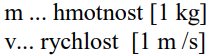 m ... hmotnost [1 kg]
v... rychlost  [1 m /s]